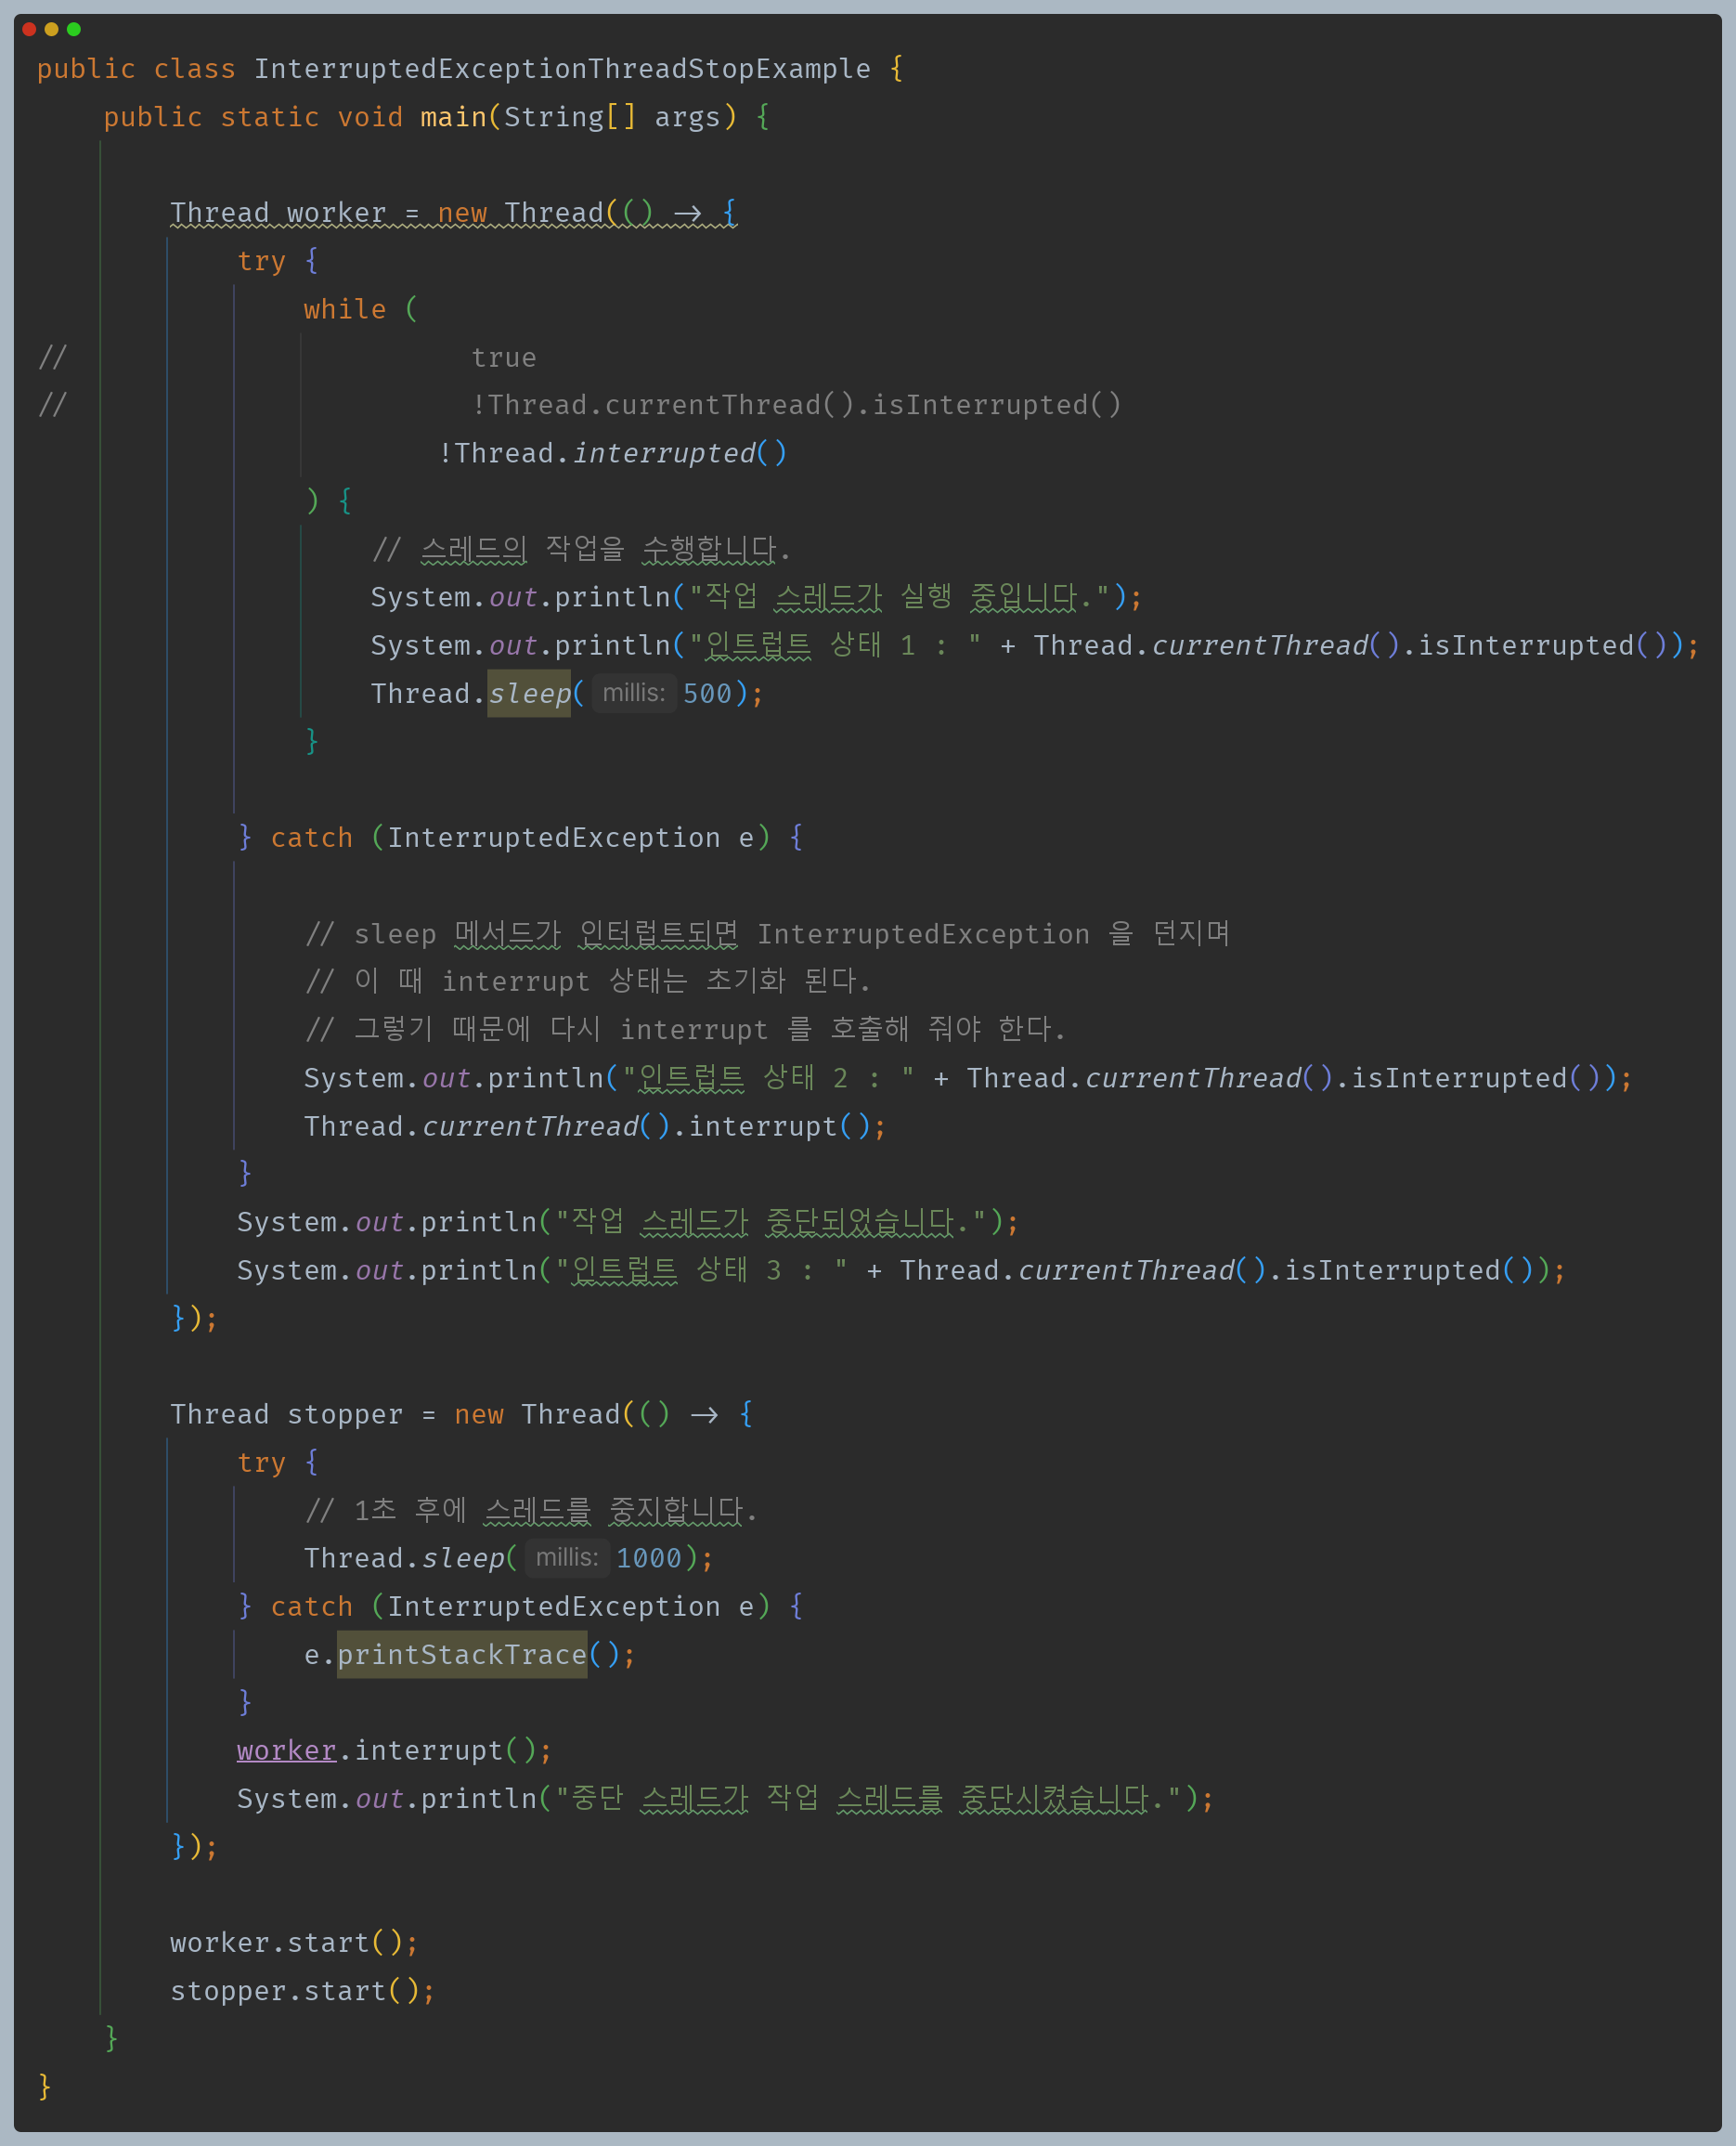 public class InterruptedExceptionThreadStopExample {
    public static void main(String[] args) {
        Thread worker = new Thread(() -> {
            try {
                while (
//                        true
//                        !Thread.currentThread().isInterrupted()
                        !Thread.interrupted()
                ) {
                    // 스레드의 작업을 수행합니다.
                    System.out.println("작업 스레드가 실행 중입니다.");
                    System.out.println("인트럽트 상태 1 : " + Thread.currentThread().isInterrupted());
                    Thread.sleep( millis: 500);
                }
            } catch (InterruptedException e) {
                // sleep 메서드가 인터럽트되면 InterruptedException 을 던지며
                // 이 때 interrupt 상태는 초기화 된다.
                // 그렇기 때문에 다시 interrupt 를 호출해 줘야 한다.
                System.out.println("인트럽트 상태 2 : " + Thread.currentThread().isInterrupted());
                Thread.currentThread().interrupt();
            }
            System.out.println("작업 스레드가 중단되었습니다.");
            System.out.println("인트럽트 상태 3 : " + Thread.currentThread().isInterrupted());
        });
        Thread stopper = new Thread(() -> {
            try {
                // 1초 후에 스레드를 중지합니다.
                Thread.sleep( millis: 1000);
            } catch (InterruptedException e) {
                e.printStackTrace();
            }
            worker.interrupt();
            System.out.println("중단 스레드가 작업 스레드를 중단시켰습니다.");
        });
        worker.start();
        stopper.start();
    }
}